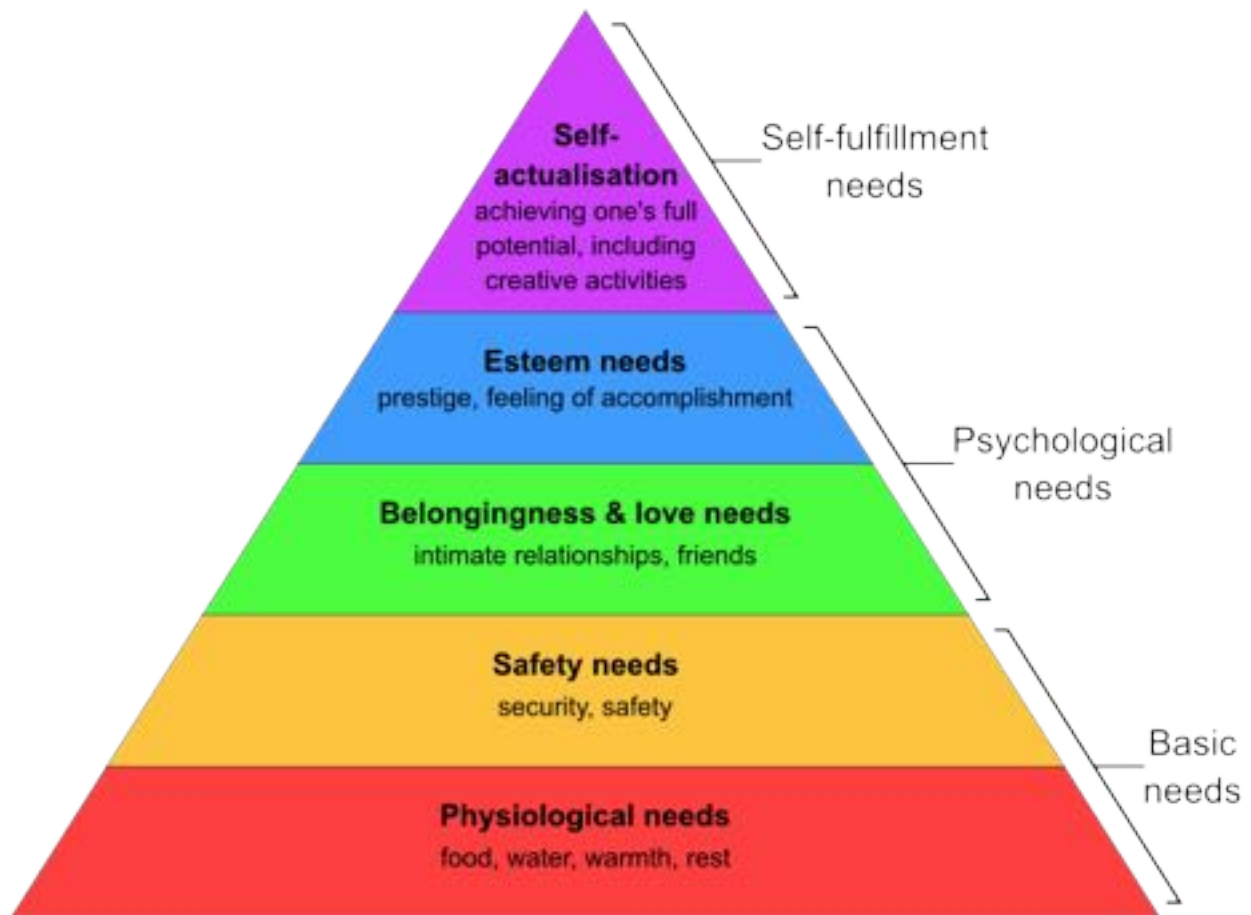 Self-
actualisation
achieving one's full
potential, including
creative activities
Self-fulfillment
needs
Esteem needs
prestige, feeling of accomplishment
Psychological
needs
Belongingness & love needs
intimate relationships, friends
Safety needs
security, safety
Basic
needs
Physiological needs
food, water, warmth, rest